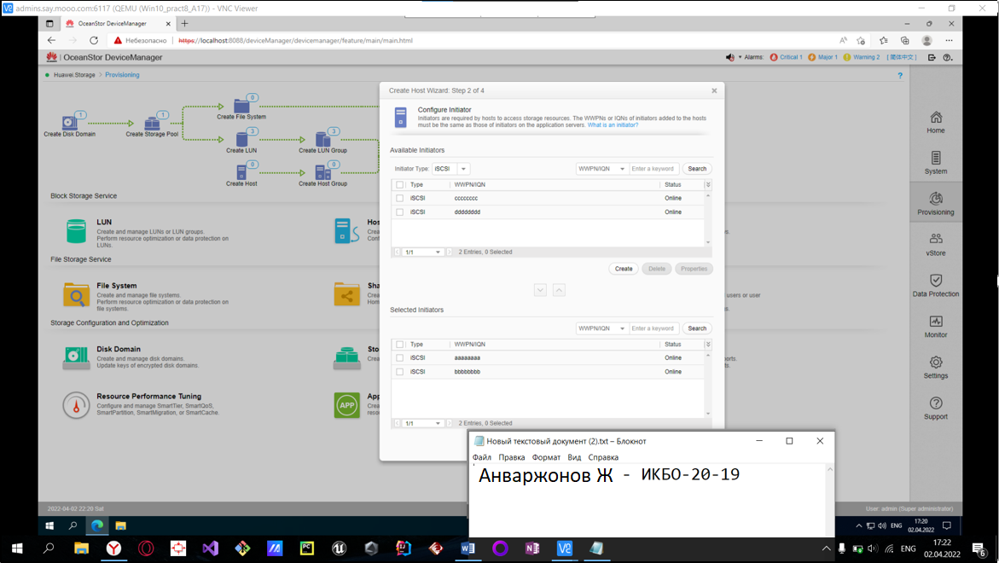 admins.say.mooo.com:6117 (QEMU (Win10_pract8_A17)) - VNC Viewer
OceanStor DeviceManager
Небезопасно | https://localhost:8088/deviceManager/devicemanager/feature/main/main.html
OceanStor DeviceManager
Alarms: Critical 1 Major 1 Warning 2 [简体中文]
Huawei.Storage > Provisioning
?
Create Disk Domain 1
Create Storage Pool 1
Create File System 0
Create LUN 3
Create LUN Group 3
Create Host 0
Create Host Group 0
Block Storage Service
LUN
Create and manage LUNs or LUN groups.
Perform resource optimization or data protection on
LUNs.
Hos
Crea
Con
s.
File Storage Service
File System
Create and manage file systems.
Perform resource optimization or data protection on
file systems.
Sha
Crea
Hom
users or user
Storage Configuration and Optimization
Disk Domain
Create and manage disk domains.
Update keys of encrypted disk domains.
Sto
Crea
ports.
ts.
Resource Performance Tuning
Configure and manage SmartTier, SmartQoS,
SmartPartition, SmartMigration, or SmartCache.
APP
App
Crea
reso
Create Host Wizard: Step 2 of 4
Configure Initiator
Initiators are required by hosts to access storage resources. The WWPNs or IQNs of initiators added to the hosts
must be the same as those of initiators on the application servers. What is an initiator?
Available Initiators
Initiator Type: iSCSI WWPN/IQN Enter a keyword Search
Type WWPN/IQN Status
iSCSI cccccccc Online
iSCSI dddddddd Online
1/1 2 Entries, 0 Selected
Create Delete Properties
Selected Initiators
WWPN/IQN Enter a keyword Search
Type WWPN/IQN Status
iSCSI aaaaaaaa Online
iSCSI bbbbbbbb Online
1/1 2 Entries, 0 Selected
Home
System
Provisioning
vStore
Data Protection
Monitor
Settings
Support
Новый текстовый документ (2).txt – Блокнот
Файл Правка Формат Вид Справка
Анваржонов Ж - ИКБО-20-19
2022-04-02 22:20 Sat User: admin (Super administrator)
ENG 17:20
02.04.2022
ENG 17:22
04.02.2022
6